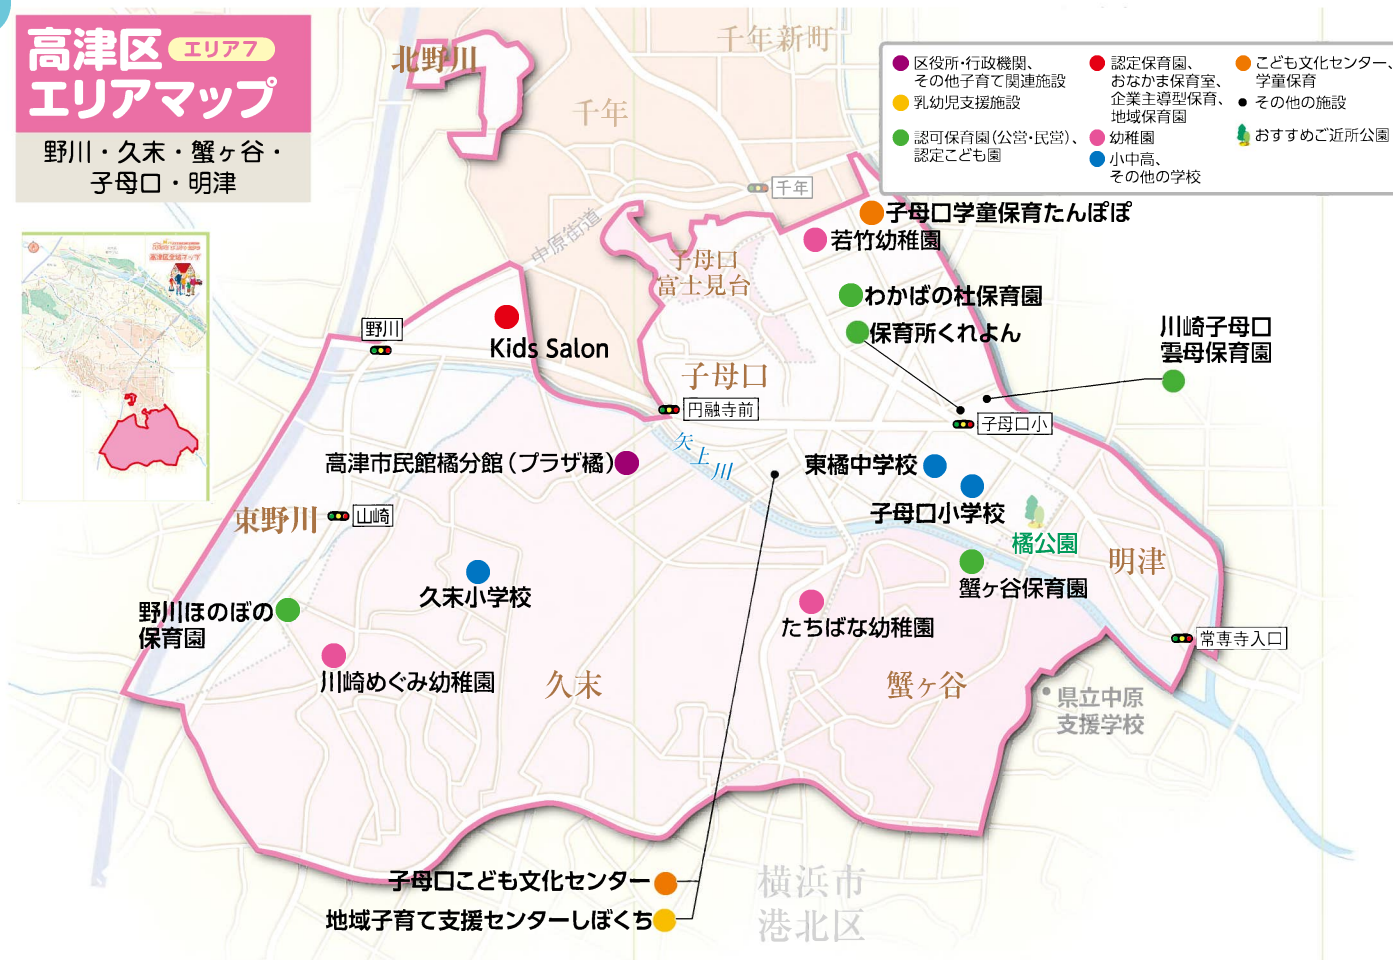 高津区 エリア7
エリアマップ
野川・久末・蟹ヶ谷・
子母口・明津
区役所・行政機関、
その他子育て関連施設
乳幼児支援施設
認可保育園（公営・民営）、
認定こども園
認定保育園、
おなかま保育室、
企業主導型保育、
地域保育園
幼稚園
小中高、
その他の学校
こども文化センター、
学童保育
その他の施設
おすすめご近所公園
北野川
千年新町
千年
千年
中原街道
子母口学童保育たんぽぽ
若竹幼稚園
子母口
富士見台
わかばの杜保育園
保育所くれよん
川崎子母口
雲母保育園
野川
Kids Salon
子母口
円融寺前
子母口小
矢上川
高津市民館橘分館（プラザ橘）
東橘中学校
子母口小学校
橘公園
明津
東野川
山崎
久末小学校
蟹ヶ谷保育園
野川ほのぼの
保育園
たちばな幼稚園
常専寺入口
川崎めぐみ幼稚園
久末
蟹ヶ谷
県立中原
支援学校
子母口こども文化センター
地域子育て支援センターしぼくち
横浜市
港北区